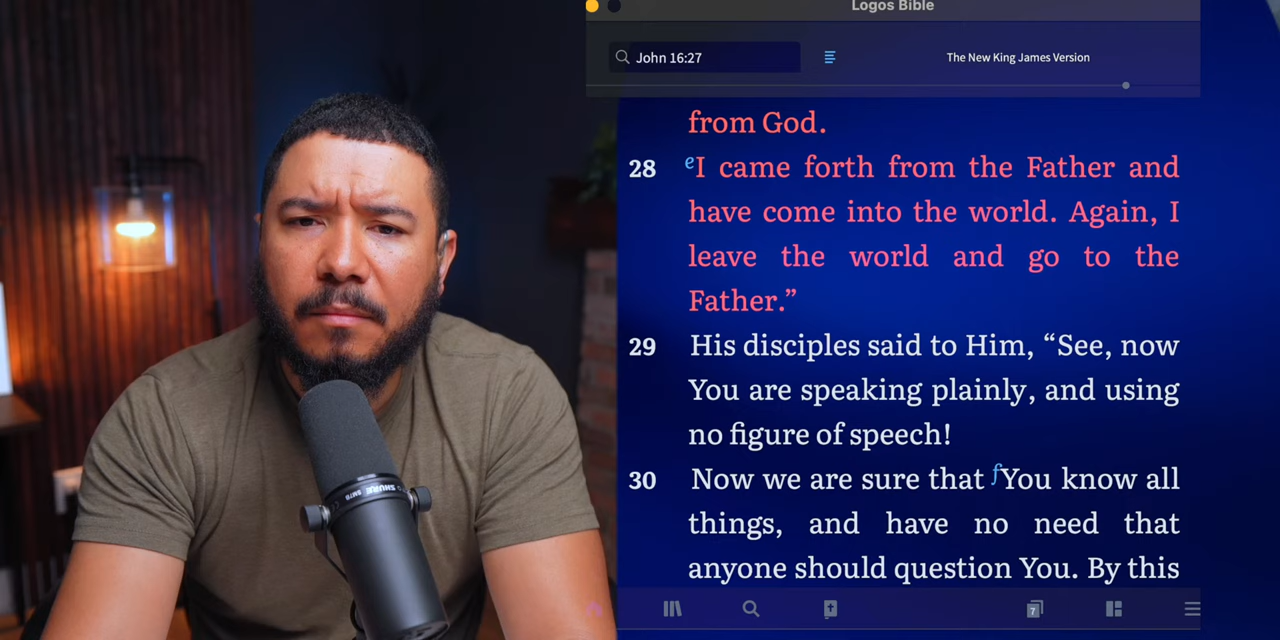 Logos Bible
John 16:27
The New King James Version
from God.
28 eI came forth from the Father and
have come into the world. Again, I
leave the world and go to the
Father.”
29 His disciples said to Him, “See, now
You are speaking plainly, and using
no figure of speech!
30 Now we are sure that fYou know all
things, and have no need that
anyone should question You. By this
7
SHURE SM7B